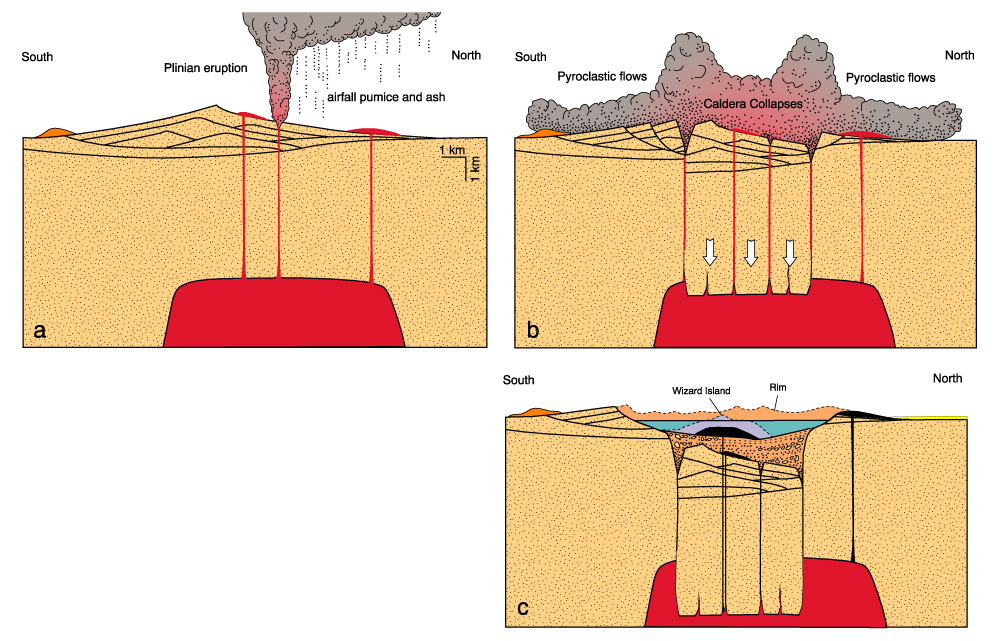 South
North
Plinian eruption
airfall pumice and ash
1 km
1 km
a
South
North
Pyroclastic flows
Pyroclastic flows
Caldera Collapses
b
South
North
Wizard Island
Rim
c